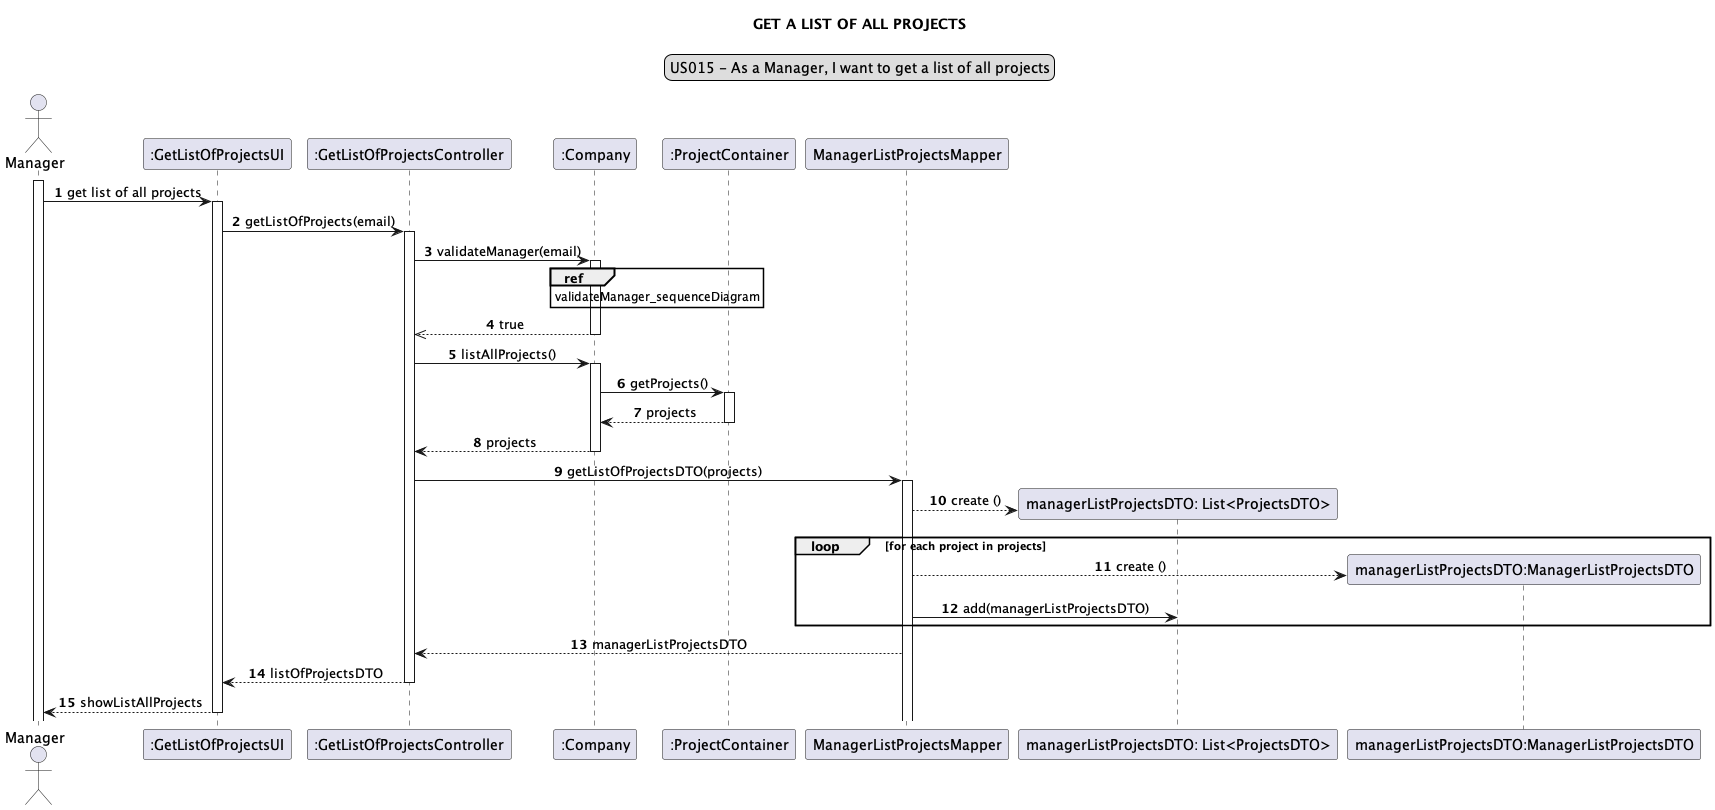 GET A LIST OF ALL PROJECTS
US015 - As a Manager, I want to get a list of all projects
Manager
:GetListOfProjectsUI
:GetListOfProjectsController
:Company
:ProjectContainer
ManagerListProjectsMapper
1 get list of all projects
2 getListOfProjects(email)
3 validateManager(email)
ref
validateManager_sequenceDiagram
4 true
5 listAllProjects()
6 getProjects()
7 projects
8 projects
9 getListOfProjectsDTO(projects)
10 create ()
managerListProjectsDTO: List<ProjectsDTO>
loop
[for each project in projects]
11 create ()
managerListProjectsDTO:ManagerListProjectsDTO
12 add(managerListProjectsDTO)
13 managerListProjectsDTO
14 listOfProjectsDTO
15 showListAllProjects
Manager
:GetListOfProjectsUI
:GetListOfProjectsController
:Company
:ProjectContainer
ManagerListProjectsMapper
managerListProjectsDTO: List<ProjectsDTO>
managerListProjectsDTO:ManagerListProjectsDTO